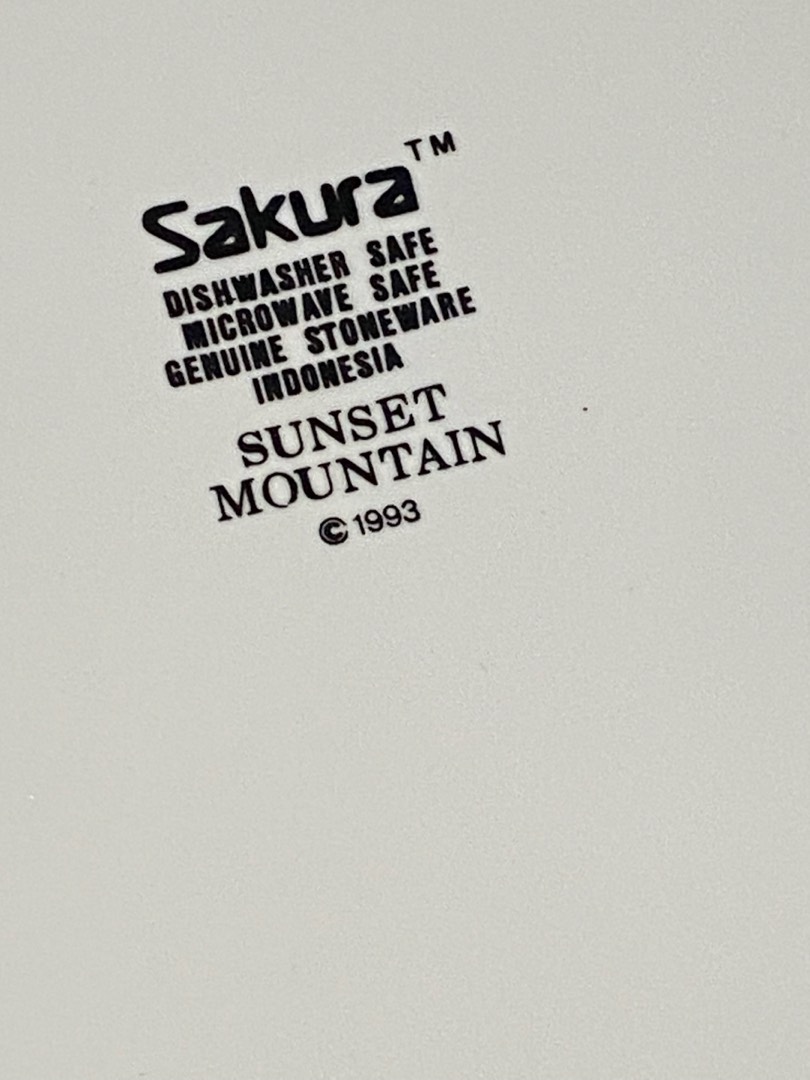 Sakura™
DISHWASHER SAFE
MICROWAVE SAFE
GENUINE STONEWARE
INDONESIA
SUNSET
MOUNTAIN
©1993